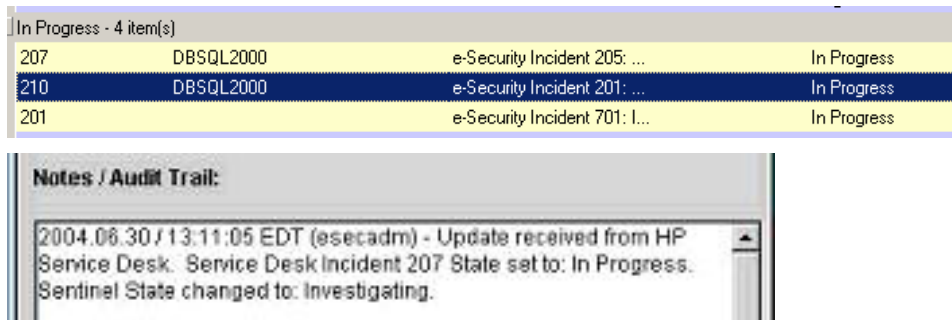 In Progress - 4 item(s)
207 DBSQL2000 e-Security Incident 205: ... In Progress
210 DBSQL2000 e-Security Incident 201: ... In Progress
201 e-Security Incident 701: I... In Progress
Notes / Audit Trail:
2004.06.30 / 13:11:05 EDT (esecadm) - Update received from HP
Service Desk. Service Desk Incident 207 State set to: In Progress.
Sentinel State changed to: Investigating.